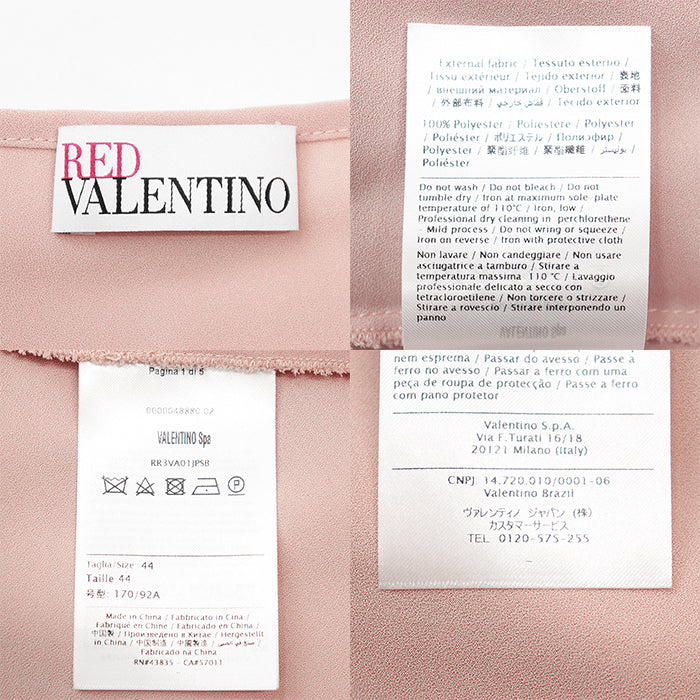 RED
VALENTINO
External fabric / Tessuto esterno /
Tissu extérieur / Tejido exterior / 表地
/ внешний материал / Oberstoff / 面料
/ 外部布料 / قماش خارجي / Tecido exterior
100% Polyester / Poliestere / Polyester /
Poliéster / ポリエステル / Полиэфир /
Polyester / 聚酯纤维 / 聚酯纖維 / بوليستر /
Poliéster
Do not wash / Do not bleach / Do not
tumble dry / Iron at maximum sole-plate
temperature of 110°C / Iron, low /
Professional dry cleaning in perchlorethene
- Mild process / Do not wring or squeeze /
Iron on reverse / Iron with protective cloth
Non lavare / Non candeggiare / Non usare
asciugatrice a tamburo / Stirare a
temperatura massima 110 °C / Lavaggio
professionale delicato a secco con
tetracloroetilene / Non torcere o strizzare /
Stirare a rovescio / Stirare interponendo un
panno
Pagina 1 di 5
0000048880.02
VALENTINO Spa
RR3VA01JPSB
Taglia/Size 44
Taille 44
号型: 170/92A
Made in China / Fabbricato in Cina /
Fabriqué en Chine / Fabricado en China /
中国製 / Произведено в Китае / Hergestellt
in China / 中国制造 / 中國製造 / صنع في الصين /
Fabricado na China
RN#43835 - CA#57011
nem esprema / Passar do avesso / Passe a
ferro no avesso / Passar a ferro com uma
peça de roupa de protecção / Passe a ferro
com pano protetor
Valentino S.p.A.
Via F. Turati 16/18
20121 Milano (Italy)
CNPJ 14.720.010/0001-06
Valentino Brazil
ヴァレンティノ ジャパン (株)
カスタマーサービス
TEL 0120-575-255